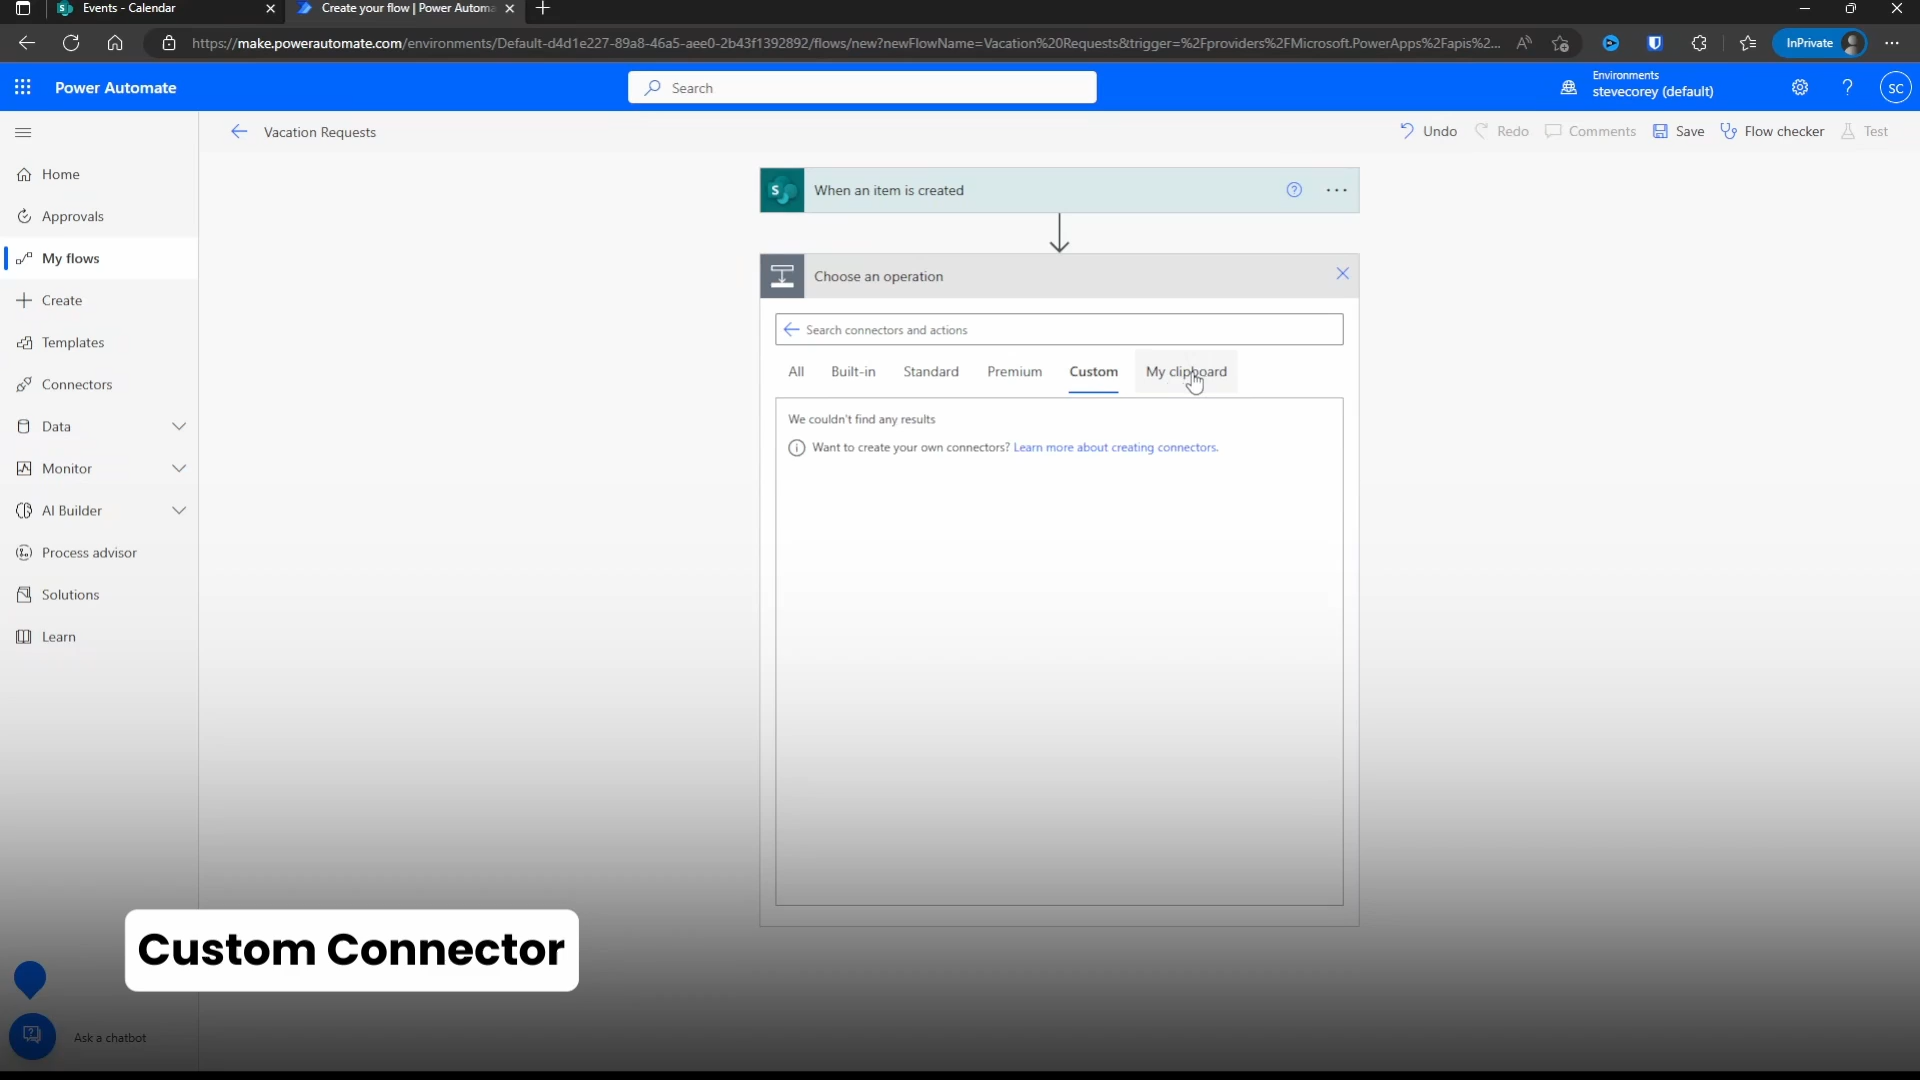 Events - Calendar
Create your flow | Power Automa
https://make.powerautomate.com/environments/Default-d4d1e227-89a8-46a5-aee0-2b43f1392892/flows/new?newFlowName=Vacation%20Requests&trigger=%2Fproviders%2FMicrosoft.PowerApps%2Fapis%2...
InPrivate
Power Automate
Search
Environments
stevecorey (default)
SC
Vacation Requests
Undo
Redo
Comments
Save
Flow checker
Test
Home
Approvals
My flows
Create
Templates
Connectors
Data
Monitor
AI Builder
Process advisor
Solutions
Learn
When an item is created
Choose an operation
Search connectors and actions
All
Built-in
Standard
Premium
Custom
My clipboard
We couldn't find any results
Want to create your own connectors? Learn more about creating connectors.
Custom Connector
Ask a chatbot